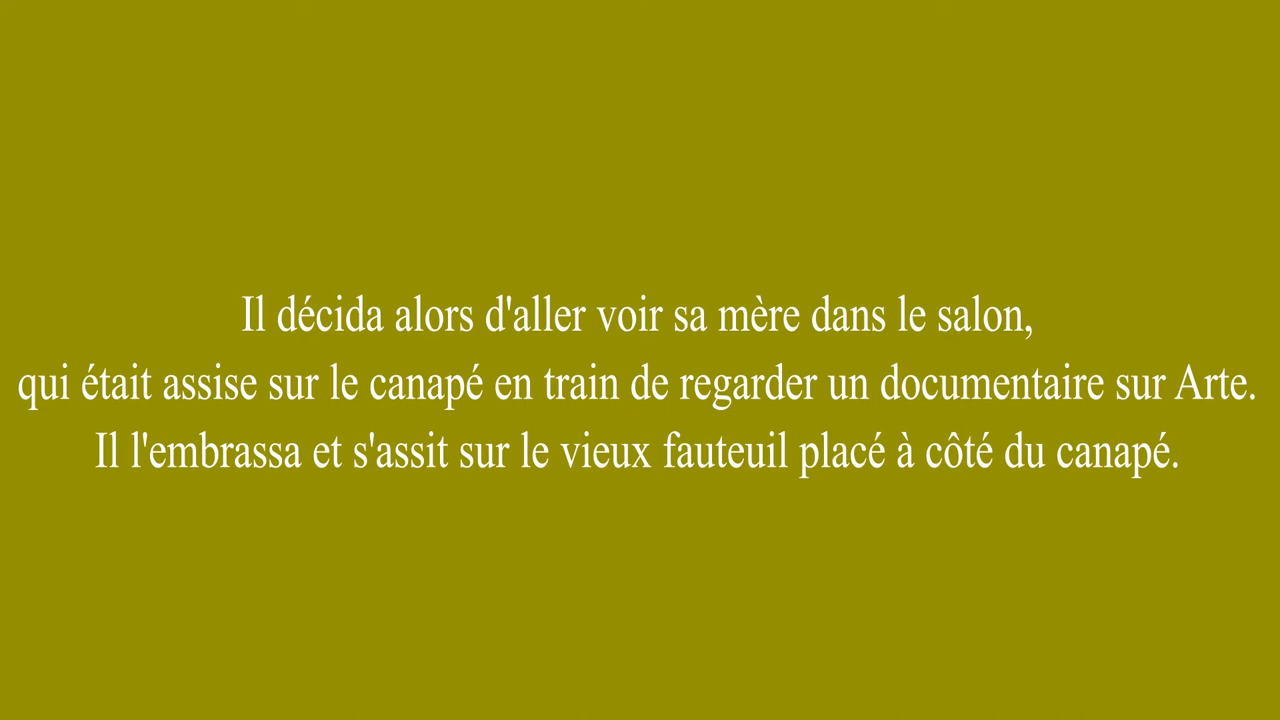 Il décida alors d'aller voir sa mère dans le salon,
qui était assise sur le canapé en train de regarder un documentaire sur Arte.
Il l'embrassa et s'assit sur le vieux fauteuil placé à côté du canapé.